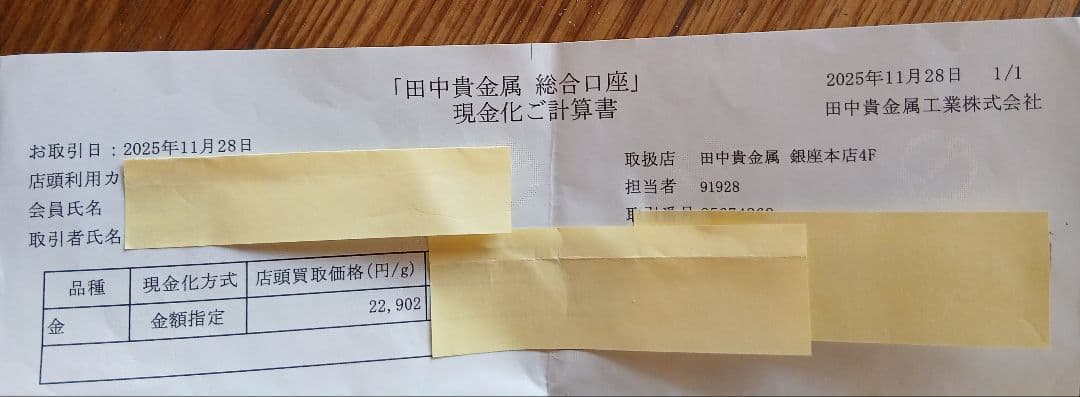 「田中貴金属 総合口座」
現金化ご計算書
2025年11月28日 1/1
田中貴金属工業株式会社
お取引日：2025年11月28日
店頭利用カ
会員氏名
取引者氏名
取扱店 田中貴金属 銀座本店4F
担当者 91928
品種 現金化方式 店頭買取価格(円/g)
金 金額指定 22,902